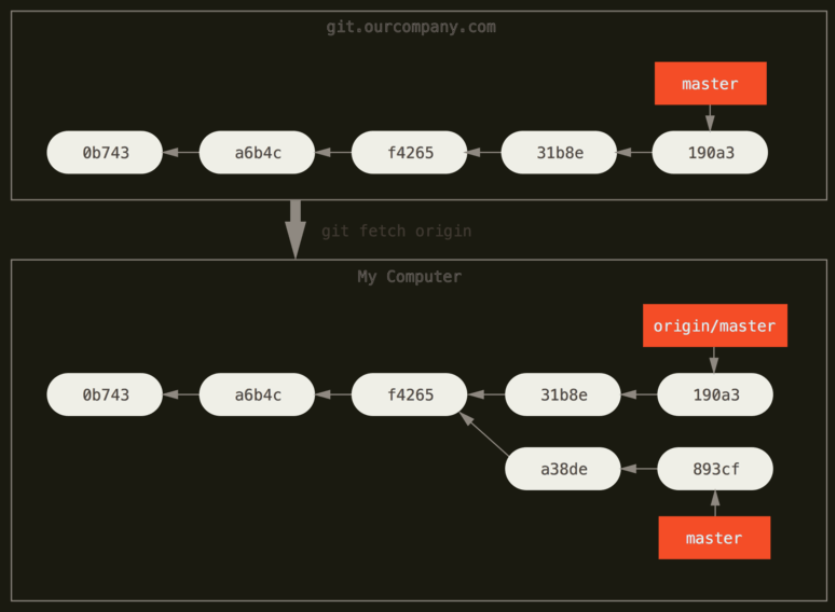 git.ourcompany.com
master
0b743 a6b4c f4265 31b8e 190a3
git fetch origin
My Computer
origin/master
0b743 a6b4c f4265 31b8e 190a3
a38de 893cf
master